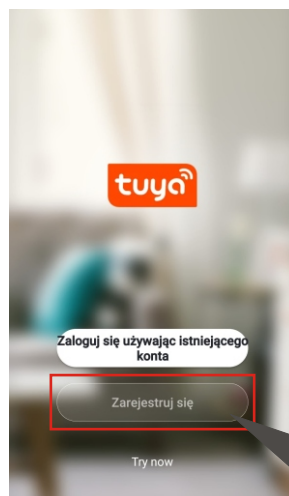 tuya
Zaloguj się używając istniejącego
konta
Zarejestruj się
Try now